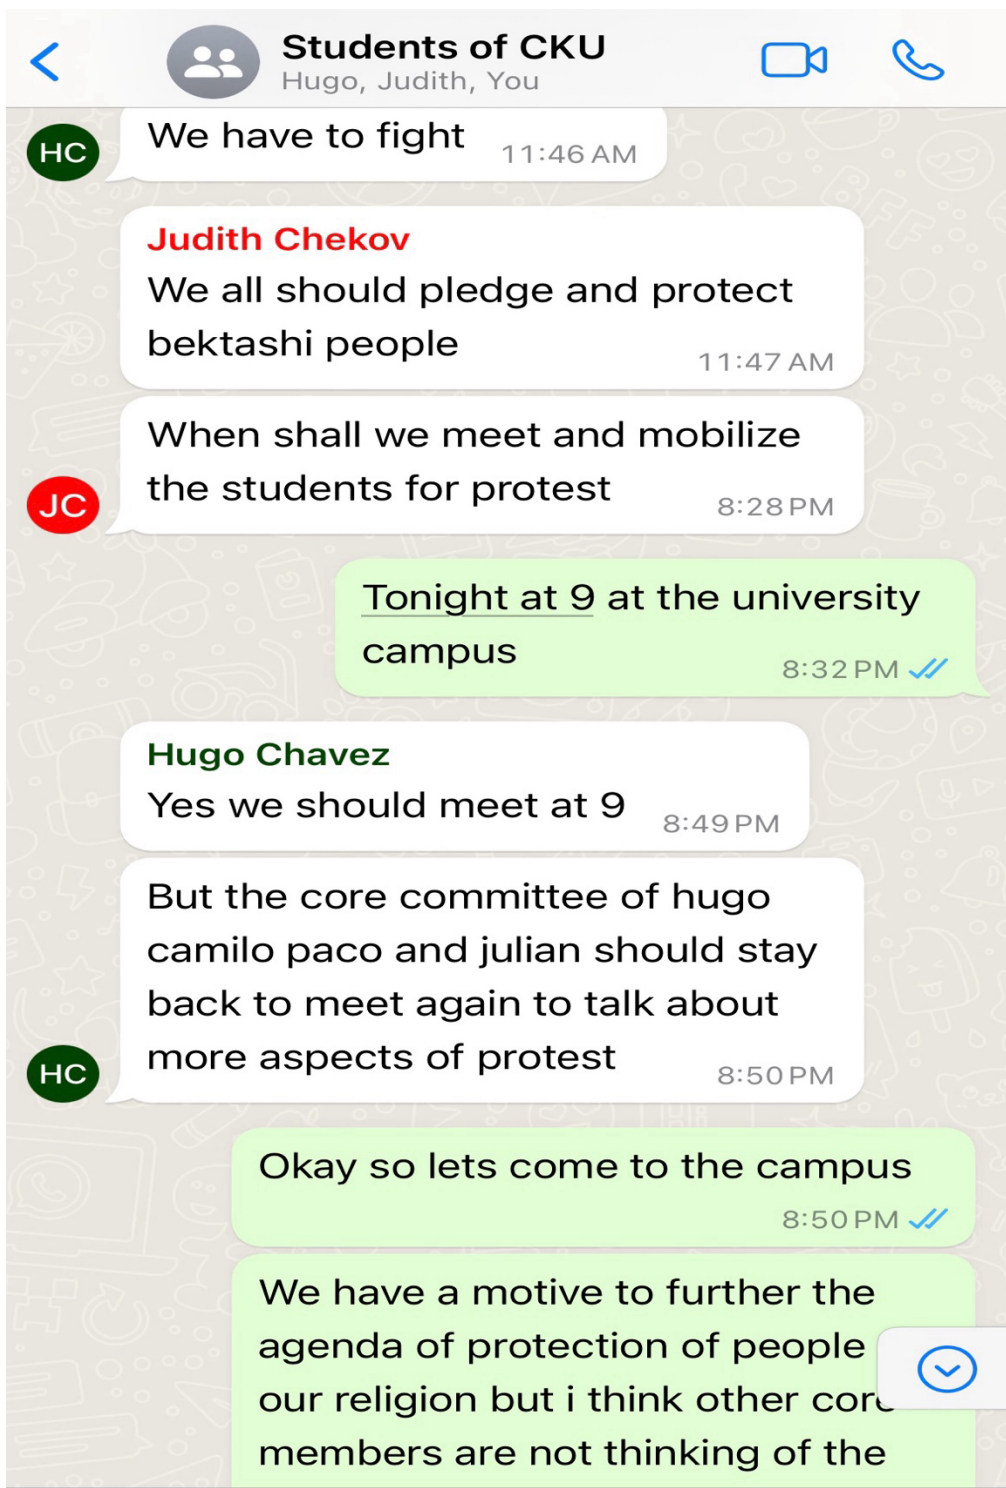 Students of CKU
Hugo, Judith, You
We have to fight
11:46 AM
HC
Judith Chekov
We all should pledge and protect
bektashi people
11:47 AM
When shall we meet and mobilize
the students for protest
8:28 PM
JC
Tonight at 9 at the university
campus
8:32 PM
Hugo Chavez
Yes we should meet at 9
8:49 PM
But the core committee of hugo
camilo paco and julian should stay
back to meet again to talk about
more aspects of protest
8:50 PM
HC
Okay so lets come to the campus
8:50 PM
We have a motive to further the
agenda of protection of people
our religion but i think other core
members are not thinking of the